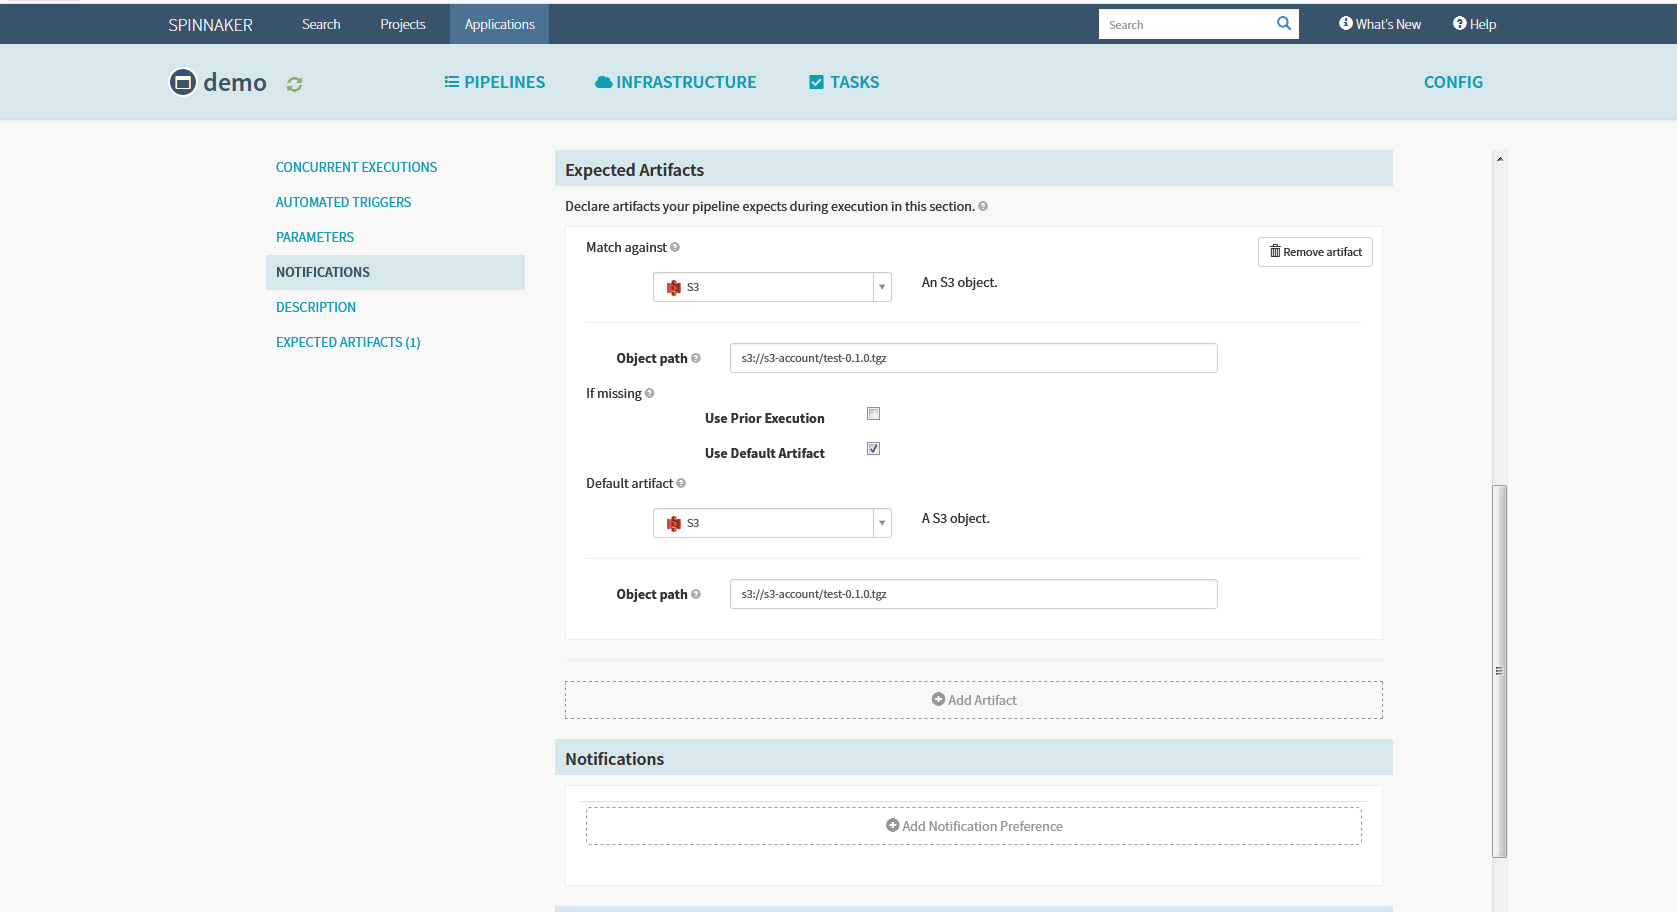 SPINNAKER Search Projects Applications Search What's New Help
demo PIPELINES INFRASTRUCTURE TASKS CONFIG
CONCURRENT EXECUTIONS
AUTOMATED TRIGGERS
PARAMETERS
NOTIFICATIONS
DESCRIPTION
EXPECTED ARTIFACTS (1)
Expected Artifacts
Declare artifacts your pipeline expects during execution in this section.
Match against
Remove artifact
S3 An S3 object.
Object path s3://s3-account/test-0.1.0.tgz
If missing
Use Prior Execution
Use Default Artifact
Default artifact
S3 A S3 object.
Object path s3://s3-account/test-0.1.0.tgz
Add Artifact
Notifications
Add Notification Preference